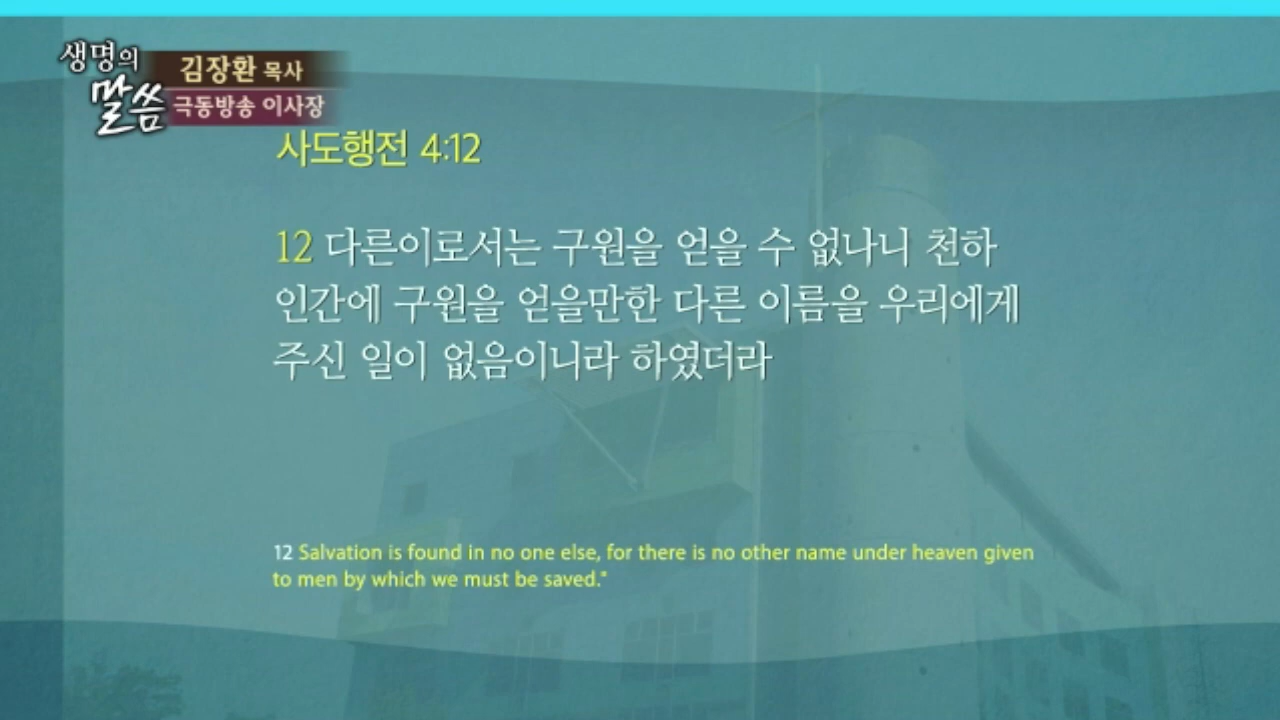 생명의
말씀
김장환 목사
극동방송 이사장
사도행전 4:12
12 다른이로서는 구원을 얻을 수 없나니 천하
인간에 구원을 얻을만한 다른 이름을 우리에게
주신 일이 없음이니라 하였더라
12 Salvation is found in no one else, for there is no other name under heaven given
to men by which we must be saved."